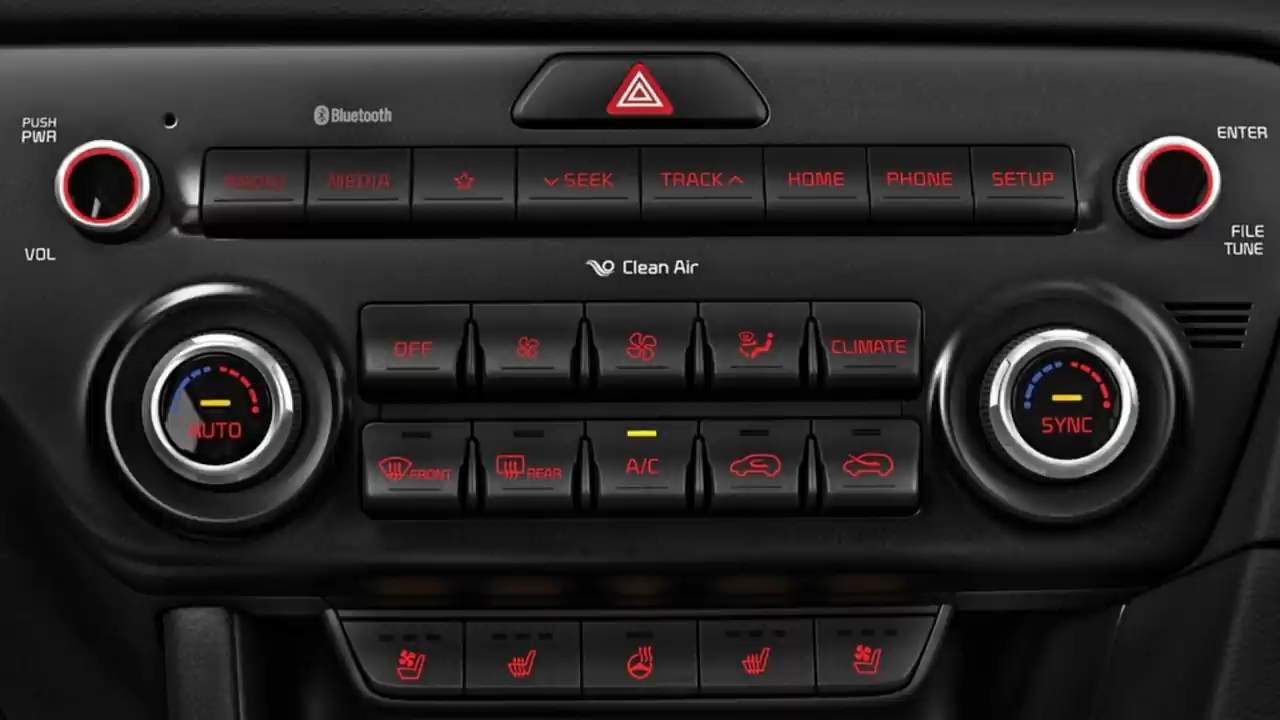 PUSH
PWR
Bluetooth
ENTER
RADIO
MEDIA
SEEK
TRACK
HOME
PHONE
SETUP
VOL
FILE
TUNE
Clean Air
OFF
CLIMATE
AUTO
SYNC
FRONT
REAR
A/C